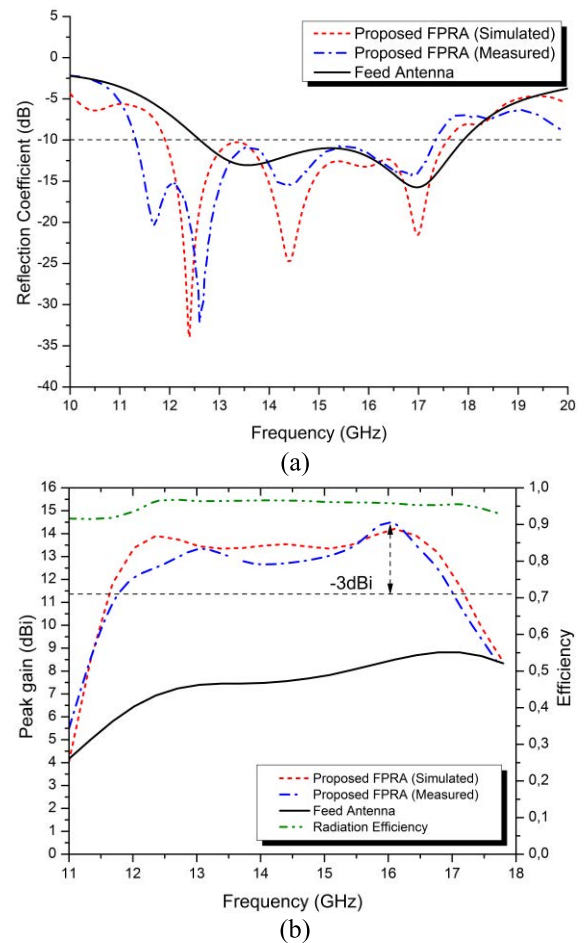 5
0
-5
-10
-15
-20
-25
-30
-35
-40
Reflection Coefficient (dB)
Proposed FPRA (Simulated)
Proposed FPRA (Measured)
Feed Antenna
10 11 12 13 14 15 16 17 18 19 20
Frequency (GHz)
(a)
16
15
14
13
12
11
10
9
8
7
6
5
4
3
2
1
0
Peak gain (dBi)
-3dBi
1,0
0,9
0,8
0,7
0,6
0,5
0,4
0,3
0,2
0,1
0,0
Efficiency
Proposed FPRA (Simulated)
Proposed FPRA (Measured)
Feed Antenna
Radiation Efficiency
11 12 13 14 15 16 17 18
Frequency (GHz)
(b)